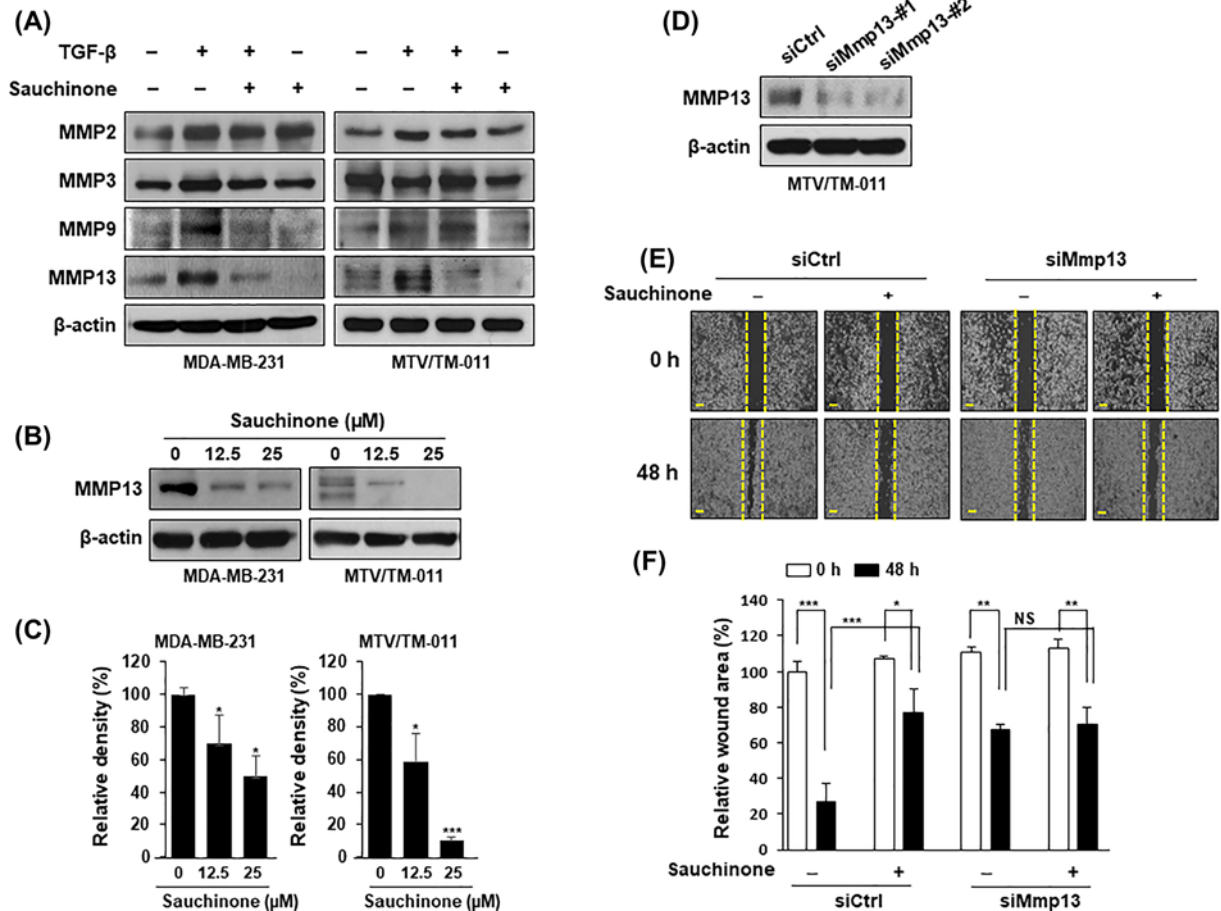 (A)
TGF-β – + + – – + + –
Sauchinone – – + + – – + +
MMP2
MMP3
MMP9
MMP13
β-actin
MDA-MB-231 MTV/TM-011
(B)
Sauchinone (μM)
0 12.5 25 0 12.5 25
MMP13
β-actin
MDA-MB-231 MTV/TM-011
(C)
MDA-MB-231
Relative density (%)
120
100
80
60
40
20
0
* *
0 12.5 25
Sauchinone (μM)
MTV/TM-011
Relative density (%)
120
100
80
60
40
20
0
* ***
0 12.5 25
Sauchinone (μM)
(D)
siCtrl siMmp13-#1 siMmp13-#2
MMP13
β-actin
MTV/TM-011
(E)
siCtrl siMmp13
Sauchinone – + – +
0 h
48 h
(F)
0 h 48 h
Relative wound area (%)
140
120
100
80
60
40
20
0
*** *** * ** NS **
Sauchinone – + – +
siCtrl siMmp13